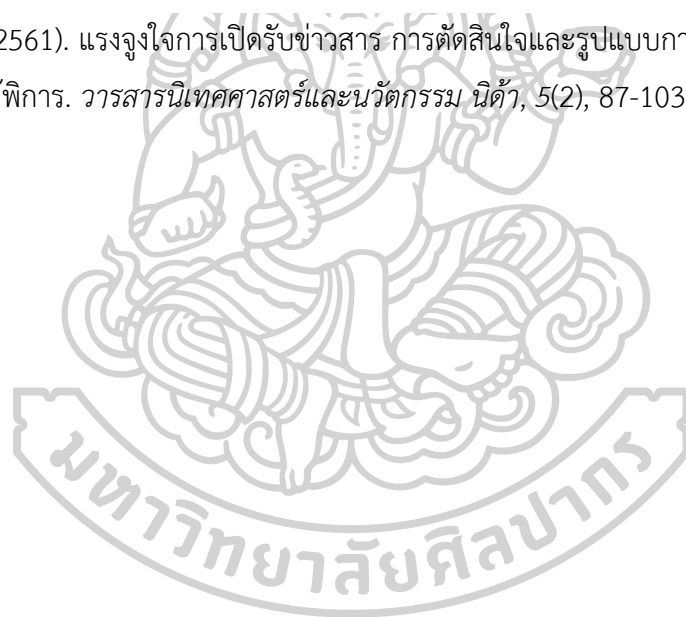 2561). แรงจูงใจการเปิดรับข่าวสาร การตัดสินใจและรูปแบบกา
พิการ. วารสารนิเทศศาสตร์และนวัตกรรม นิด้า, 5(2), 87-103
มหาวิทยาลัยศิลปากร